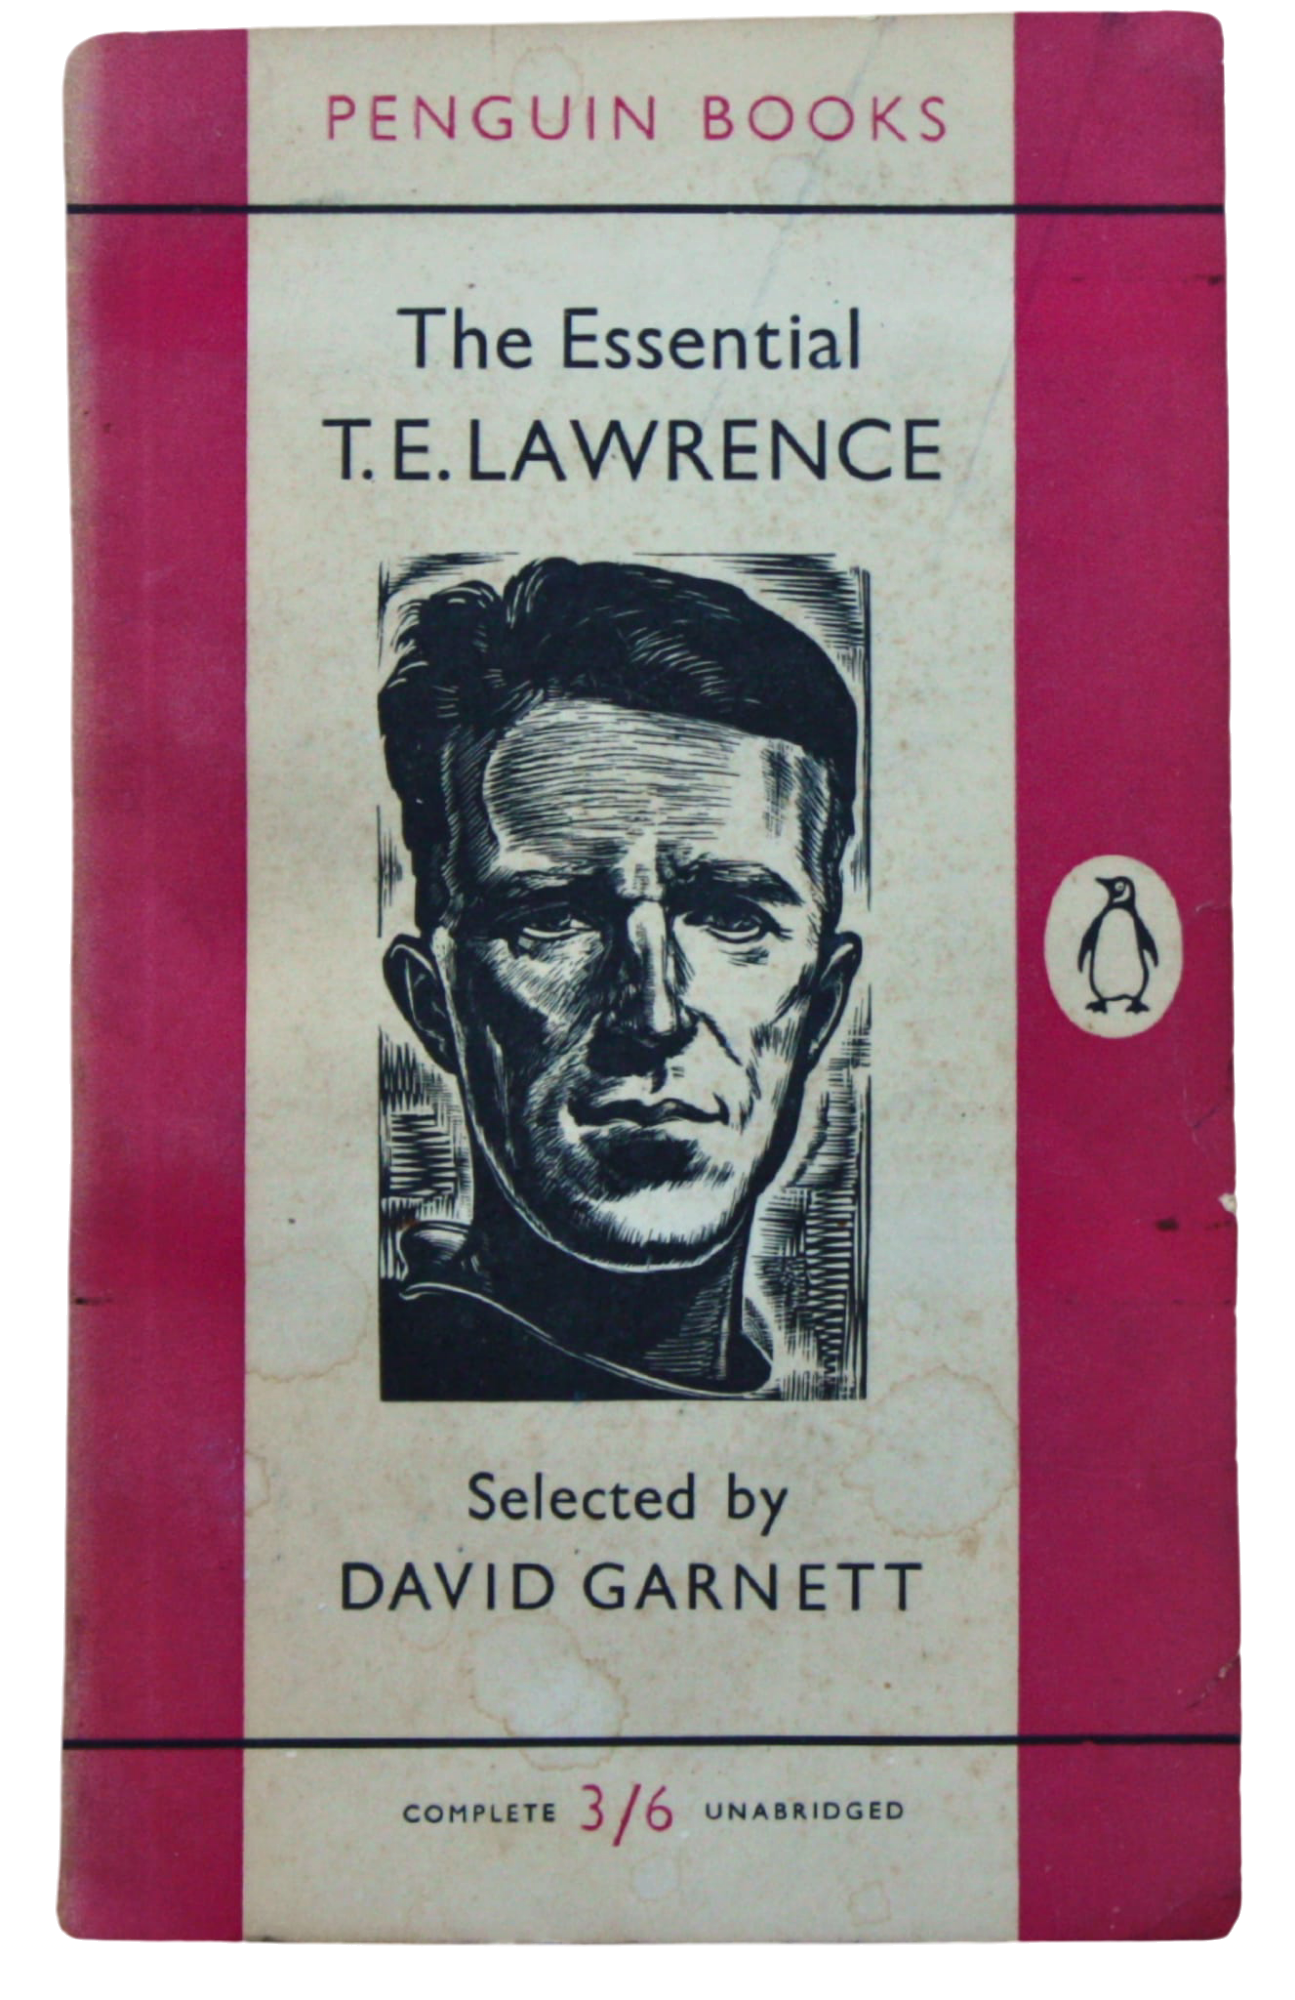 PENGUIN BOOKS
The Essential
T.E. LAWRENCE
Selected by
DAVID GARNETT
COMPLETE 3/6 UNABRIDGED